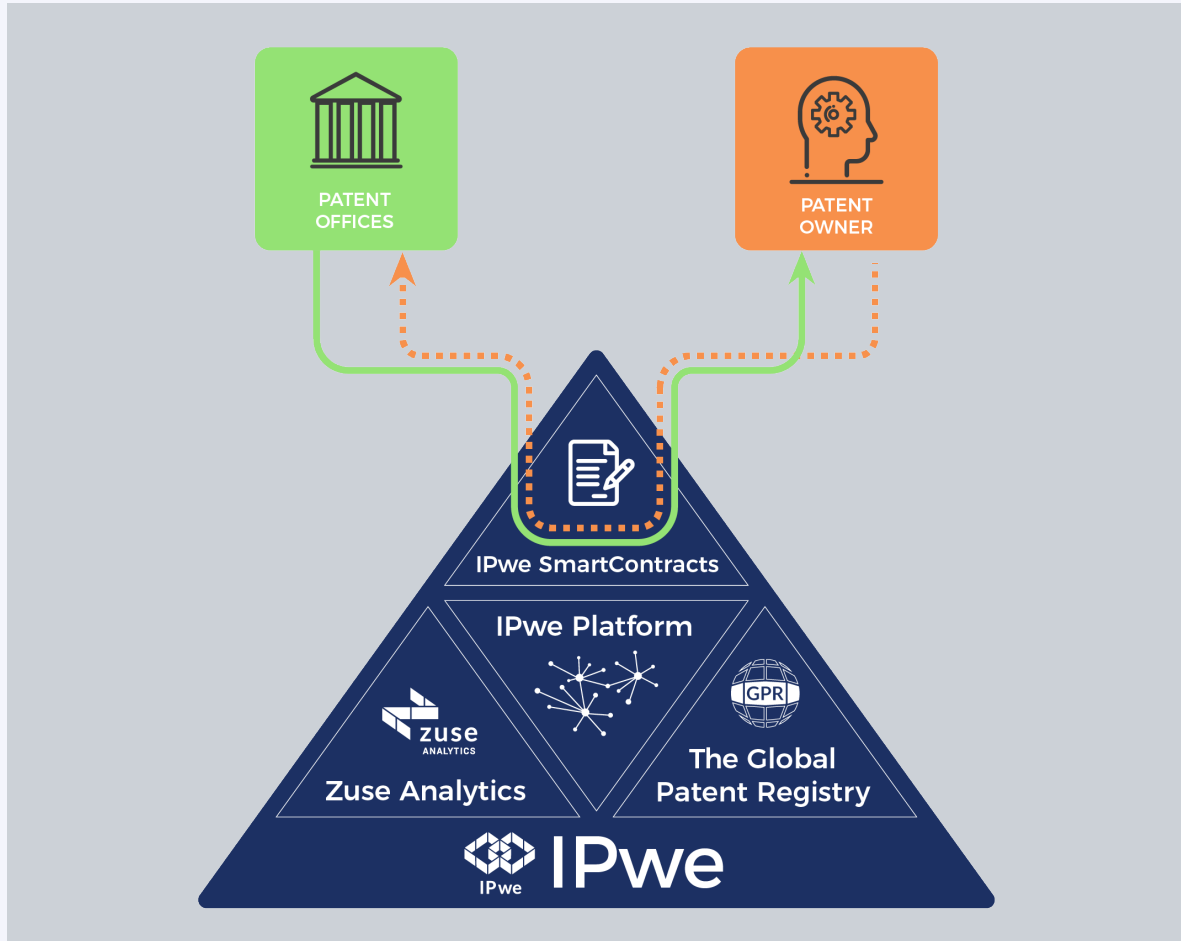 PATENT
OFFICES
PATENT
OWNER
IPwe SmartContracts
IPwe Platform
zuse
ANALYTICS
Zuse Analytics
GPR
The Global
Patent Registry
IPwe
IPwe